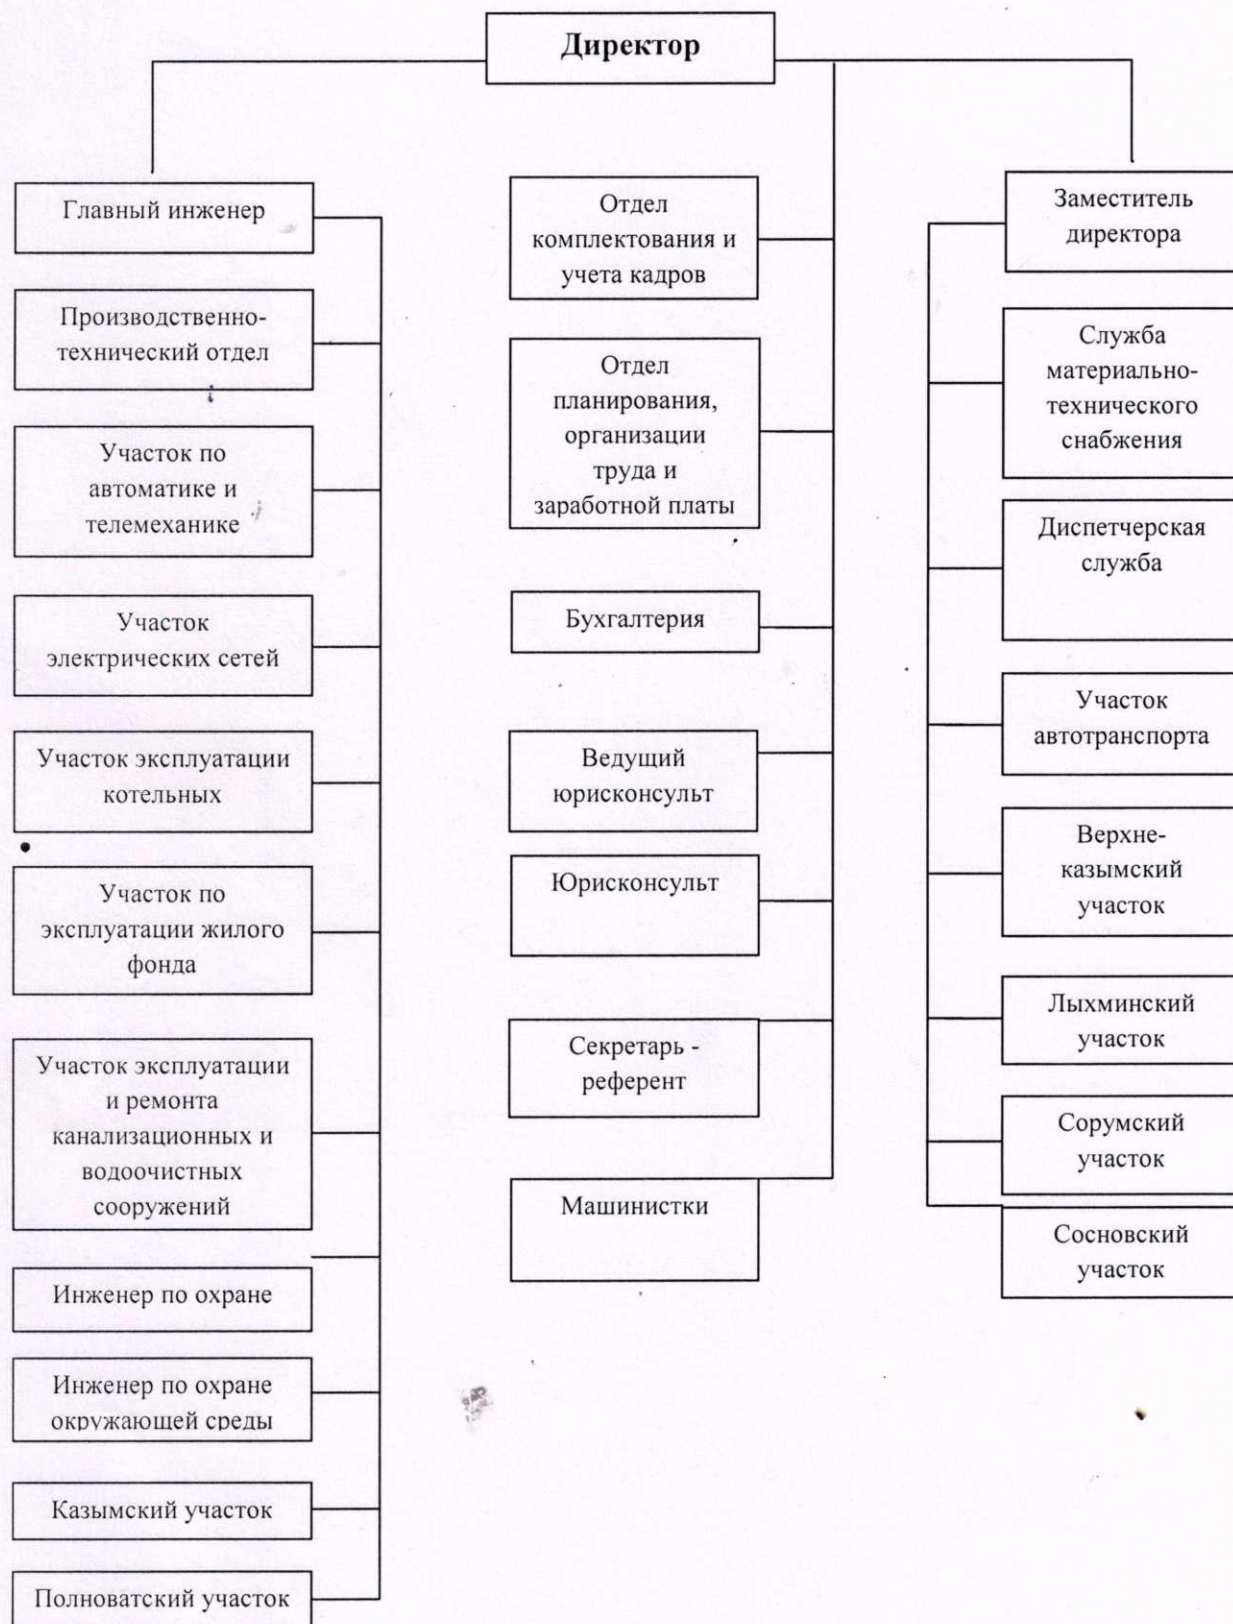 Директор
Главный инженер
Производственно-
технический отдел
Участок по
автоматике и
телемеханике
Участок
электрических сетей
Участок эксплуатации
котельных
Участок по
эксплуатации жилого
фонда
Участок эксплуатации
и ремонта
канализационных и
водоочистных
сооружений
Инженер по охране
Инженер по охране
окружающей среды
Казымский участок
Полноватский участок
Отдел
комплектования и
учета кадров
Отдел
планирования,
организации
труда и
заработной платы
Бухгалтерия
Ведущий
юрисконсульт
Юрисконсульт
Секретарь -
референт
Машинистки
Заместитель
директора
Служба
материально-
технического
снабжения
Диспетчерская
служба
Участок
автотранспорта
Верхне-
казымский
участок
Лыхминский
участок
Сорумский
участок
Сосновский
участок